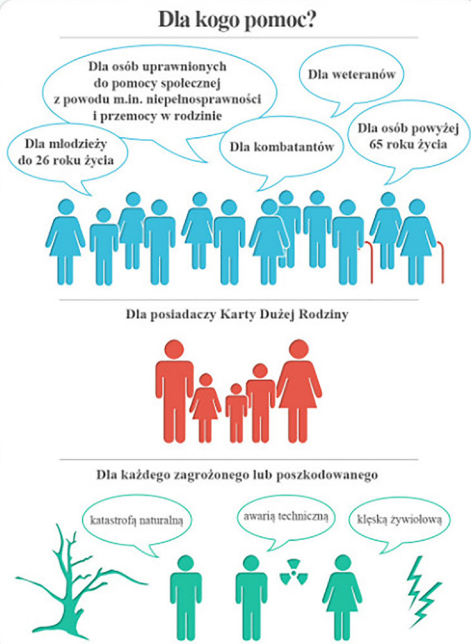 Dla kogo pomoc?
Dla osób uprawnionych
do pomocy społecznej
z powodu m.in. niepełnosprawności
i przemocy w rodzinie
Dla weteranów
Dla młodzieży
do 26 roku życia
Dla kombatantów
Dla osób powyżej
65 roku życia
Dla posiadaczy Karty Dużej Rodziny
Dla każdego zagrożonego lub poszkodowanego
katastrofą naturalną
awarią techniczną
klęską żywiołową